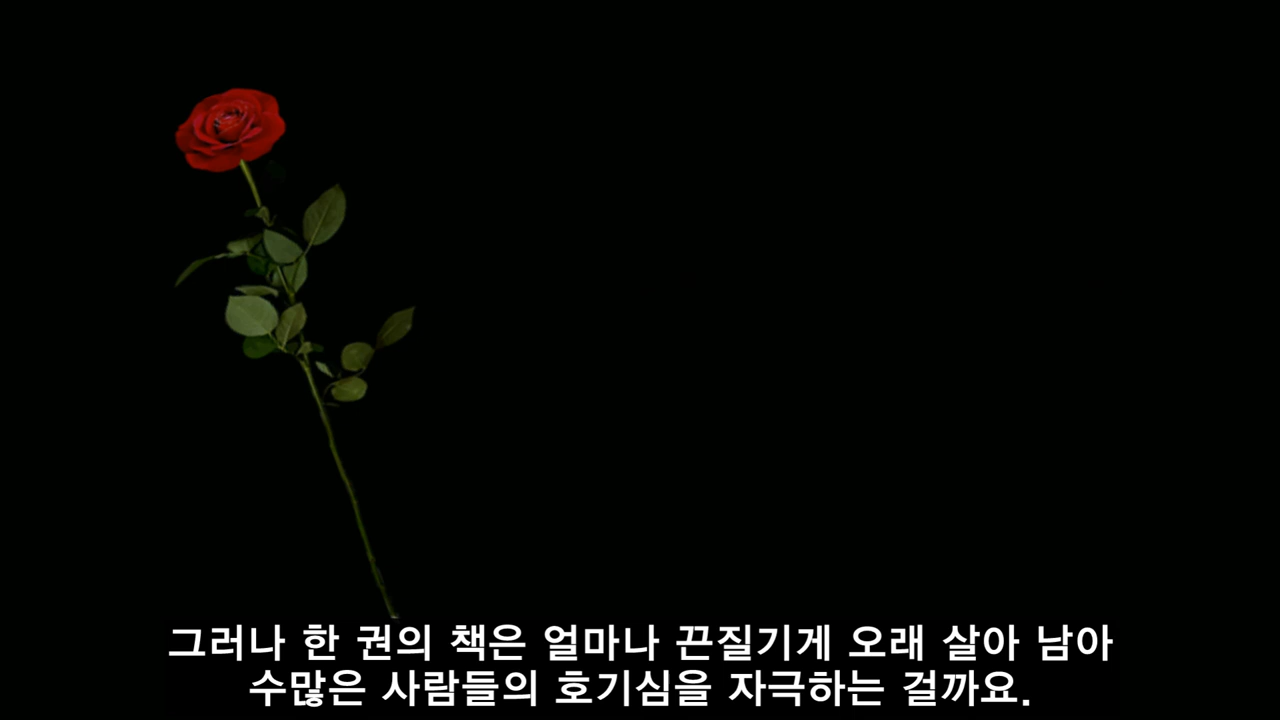 그러나 한 권의 책은 얼마나 끈질기게 오래 살아 남아
수많은 사람들의 호기심을 자극하는 걸까요.